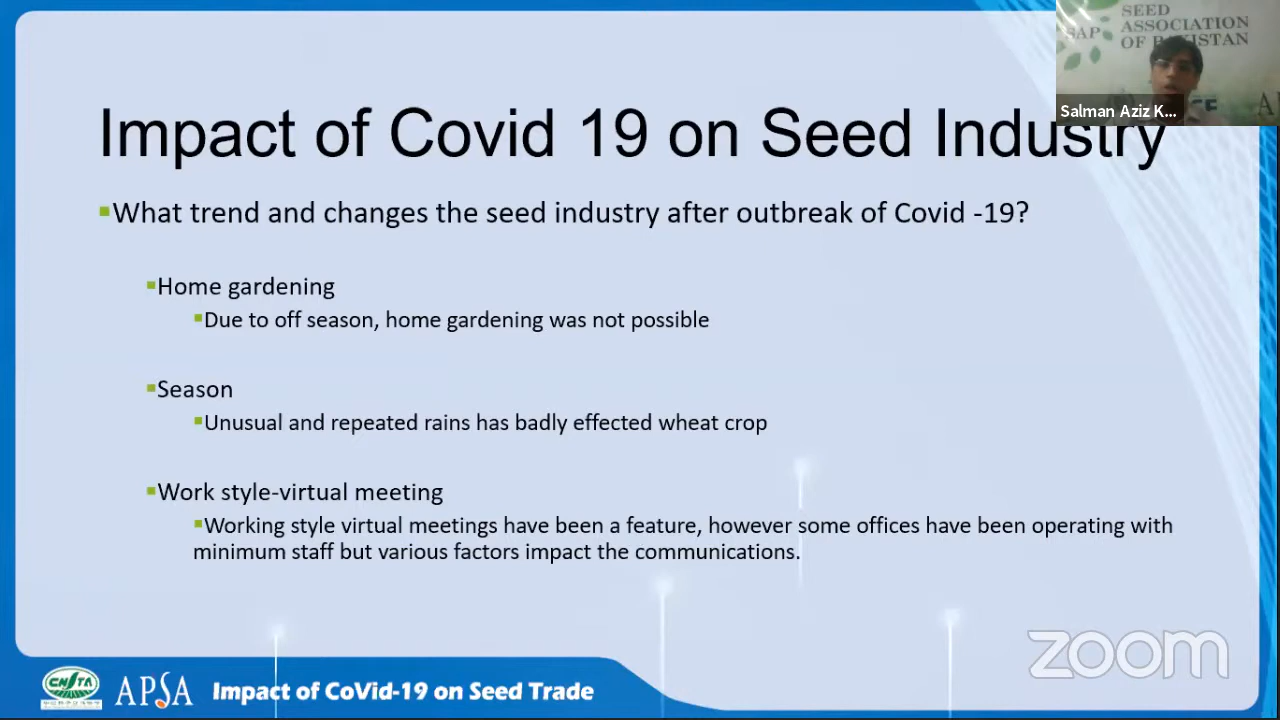 SEED
SAP ASSOCIATION
OF PAKISTAN
Salman Aziz K...
Impact of Covid 19 on Seed Industry
What trend and changes the seed industry after outbreak of Covid -19?
Home gardening
Due to off season, home gardening was not possible
Season
Unusual and repeated rains has badly effected wheat crop
Work style-virtual meeting
Working style virtual meetings have been a feature, however some offices have been operating with
minimum staff but various factors impact the communications.
zoom
CNSTA
APSA
Impact of CoVid-19 on Seed Trade